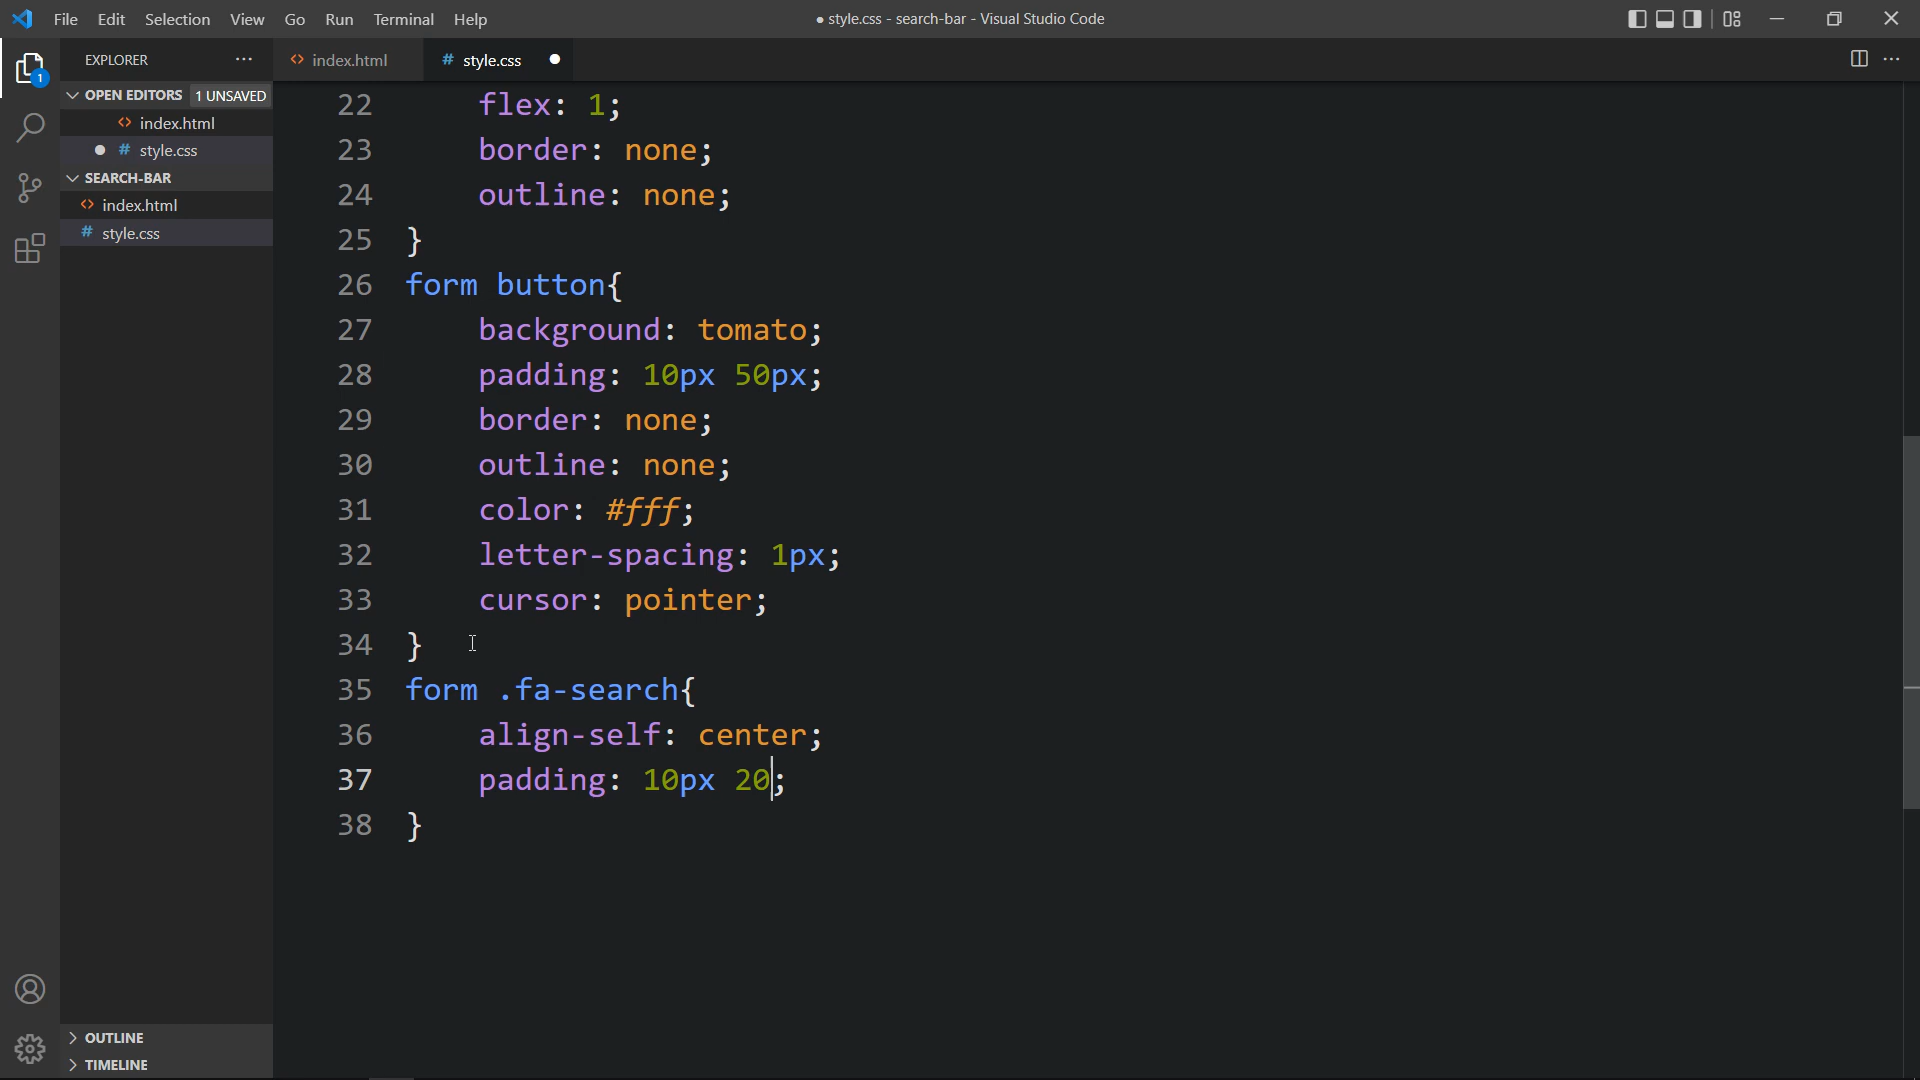 File Edit Selection View Go Run Terminal Help
● style.css - search-bar - Visual Studio Code
EXPLORER ···
<> index.html
# style.css ●
OPEN EDITORS 1 UNSAVED
<> index.html
● # style.css
SEARCH-BAR
<> index.html
# style.css
1
22 flex: 1;
23 border: none;
24 outline: none;
25 }
26 form button{
27 background: tomato;
28 padding: 10px 50px;
29 border: none;
30 outline: none;
31 color: #fff;
32 letter-spacing: 1px;
33 cursor: pointer;
34 }
35 form .fa-search{
36 align-self: center;
37 padding: 10px 20;
38 }
OUTLINE
TIMELINE